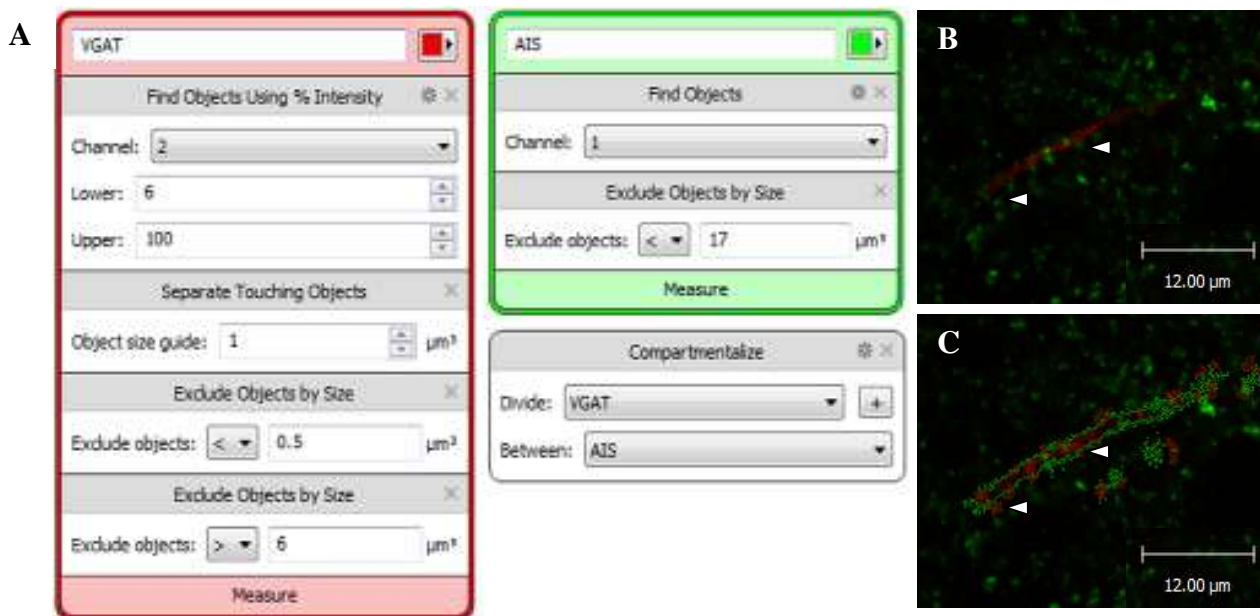 A
VGAT
Find Objects Using % Intensity
Channel: 2
Lower: 6
Upper: 100
Separate Touching Objects
Object size guide: 1 µm³
Exclude Objects by Size
Exclude objects: < 0.5 µm³
Exclude Objects by Size
Exclude objects: > 6 µm³
Measure
AIS
Find Objects
Channel: 1
Exclude Objects by Size
Exclude objects: < 17 µm³
Measure
Compartmentalize
Divide: VGAT +
Between: AIS
B
12.00 µm
C
12.00 µm